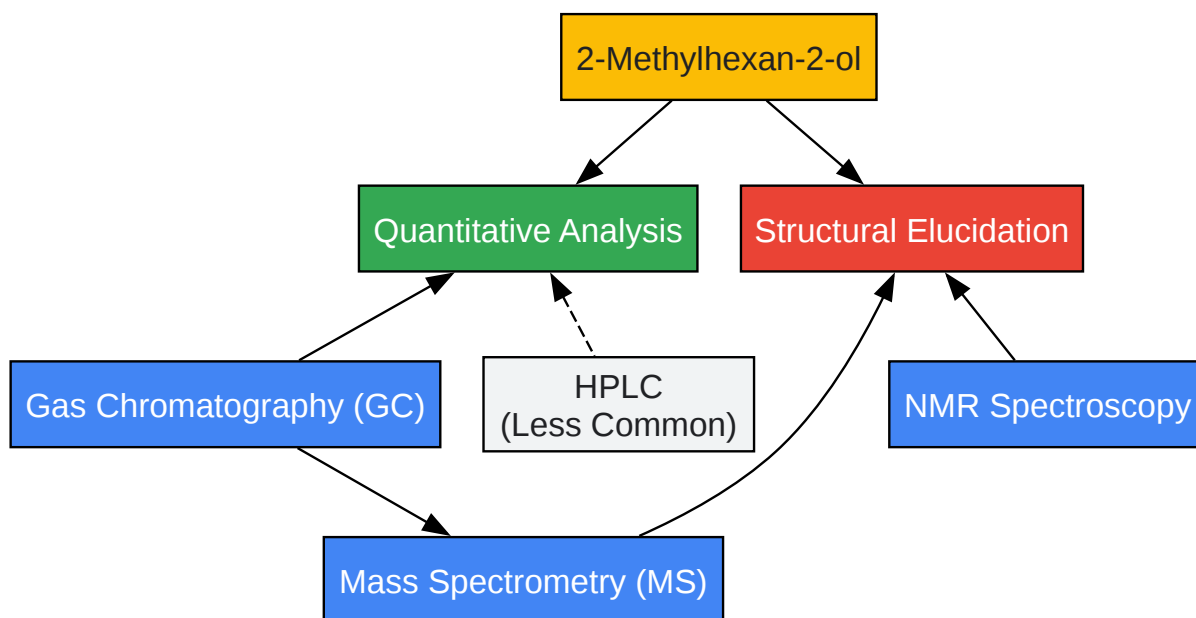 2-Methylhexan-2-ol
Quantitative Analysis
Structural Elucidation
Gas Chromatography (GC)
HPLC
(Less Common)
NMR Spectroscopy
Mass Spectrometry (MS)